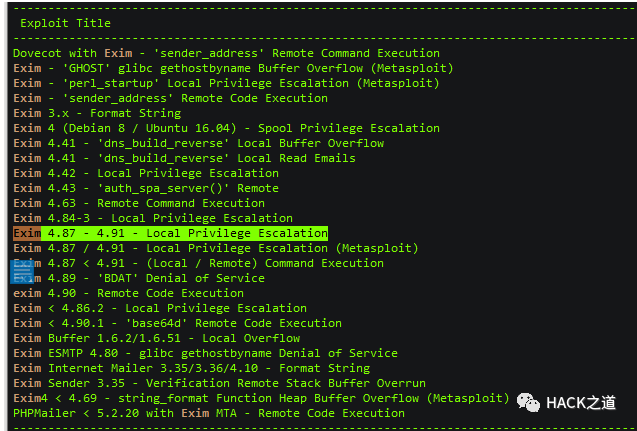 --------------------------------------------------------------------------------
Exploit Title
--------------------------------------------------------------------------------
Dovecot with Exim - 'sender_address' Remote Command Execution
Exim - 'GHOST' glibc gethostbyname Buffer Overflow (Metasploit)
Exim - 'perl_startup' Local Privilege Escalation (Metasploit)
Exim - 'sender_address' Remote Code Execution
Exim 3.x - Format String
Exim 4 (Debian 8 / Ubuntu 16.04) - Spool Privilege Escalation
Exim 4.41 - 'dns_build_reverse' Local Buffer Overflow
Exim 4.41 - 'dns_build_reverse' Local Read Emails
Exim 4.42 - Local Privilege Escalation
Exim 4.43 - 'auth_spa_server()' Remote
Exim 4.63 - Remote Command Execution
Exim 4.84-3 - Local Privilege Escalation
Exim 4.87 - 4.91 - Local Privilege Escalation
Exim 4.87 / 4.91 - Local Privilege Escalation (Metasploit)
Exim 4.87 < 4.91 - (Local / Remote) Command Execution
Exim 4.89 - 'BDAT' Denial of Service
exim 4.90 - Remote Code Execution
Exim < 4.86.2 - Local Privilege Escalation
Exim < 4.90.1 - 'base64d' Remote Code Execution
Exim Buffer 1.6.2/1.6.51 - Local Overflow
Exim ESMTP 4.80 - glibc gethostbyname Denial of Service
Exim Internet Mailer 3.35/3.36/4.10 - Format String
Exim Sender 3.35 - Verification Remote Stack Buffer Overrun
Exim4 < 4.69 - string_format Function Heap Buffer Overflow (Metasploit)
PHPMailer < 5.2.20 with Exim MTA - Remote Code Execution
--------------------------------------------------------------------------------
HACK之道